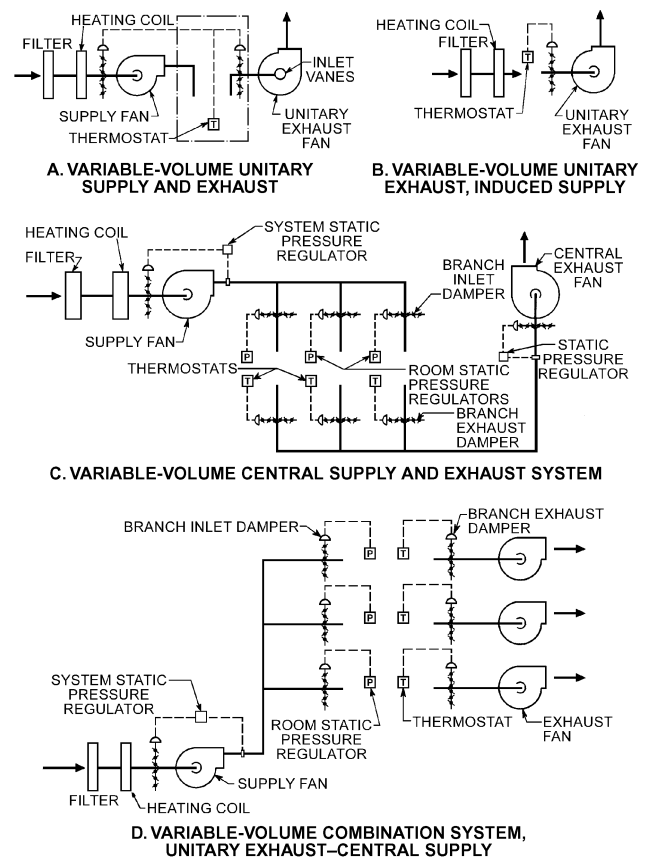 HEATING COIL
FILTER
INLET
VANES
SUPPLY FAN
THERMOSTAT
T
UNITARY
EXHAUST
FAN
A. VARIABLE-VOLUME UNITARY
SUPPLY AND EXHAUST
HEATING COIL
FILTER
T
THERMOSTAT
UNITARY
EXHAUST
FAN
B. VARIABLE-VOLUME UNITARY
EXHAUST, INDUCED SUPPLY
HEATING COIL
FILTER
SYSTEM STATIC
PRESSURE
REGULATOR
SUPPLY FAN
BRANCH
INLET
DAMPER
CENTRAL
EXHAUST
FAN
STATIC
PRESSURE
REGULATOR
P
P
P
THERMOSTATS
T
T
T
ROOM STATIC
PRESSURE
REGULATORS
BRANCH
EXHAUST
DAMPER
C. VARIABLE-VOLUME CENTRAL SUPPLY AND EXHAUST SYSTEM
BRANCH INLET DAMPER
BRANCH EXHAUST
DAMPER
P
T
P
T
P
T
SYSTEM STATIC
PRESSURE
REGULATOR
ROOM STATIC
PRESSURE
REGULATOR
THERMOSTAT
EXHAUST
FAN
SUPPLY FAN
FILTER
HEATING COIL
D. VARIABLE-VOLUME COMBINATION SYSTEM,
UNITARY EXHAUST–CENTRAL SUPPLY